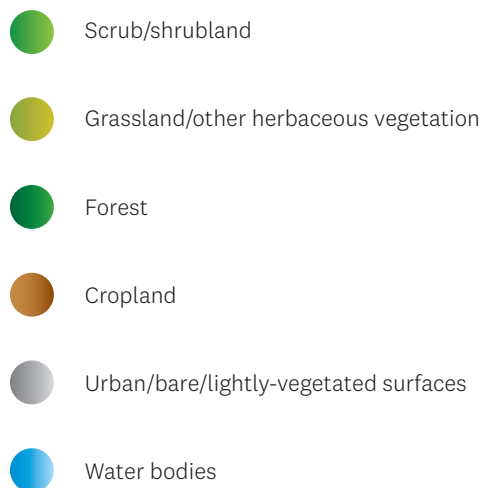 Scrub/shrubland
Grassland/other herbaceous vegetation
Forest
Cropland
Urban/bare/lightly-vegetated surfaces
Water bodies